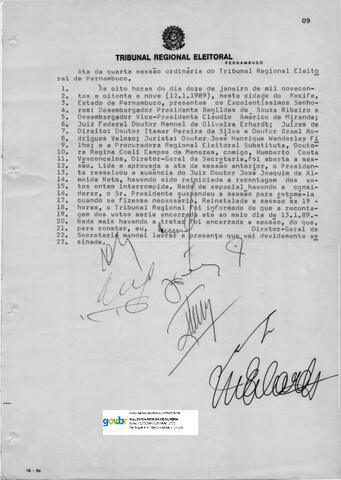 09
TRIBUNAL REGIONAL ELEITORAL
PERNAMBUCO
Ata da quarta sessão ordinária do Tribunal Regional Eleito
ral de Pernambuco.
1. Às oito horas do dia doze de janeiro de mil novecen-
2. tos e oitenta e nove (12.1.1989), nesta cidade do Recife,
3. Estado de Pernambuco, presentes os Excelentíssimos Senho-
4. res: Desembargador Presidente Benildes de Souza Ribeiro e
5. Desembargador Vice-Presidente Cláudio Américo de Miranda;
6. Juiz Federal Doutor Manoel de Oliveira Erhardt; Juízes de
7. Direito: Doutor Itamar Pereira da Silva e Doutor Ozael Ro-
8. drigues Veloso; Jurista: Doutor José Henrique Wanderley Fi
9. lho; e a Procuradora Regional Eleitoral Substituta, Douto-
10. ra Regina Coeli Campos de Menezes, comigo, Humberto Costa
11. Vasconcelos, Diretor-Geral da Secretaria, foi aberta a ses-
12. são. Lida e aprovada a ata da sessão anterior, o Presiden-
13. te ressalvou a ausência do Juiz Doutor José Joaquim de Al-
14. meida Neto, havendo sido reiniciada a recontagem dos vo-
15. tos ontem interrompida. Nada de especial havendo a consi-
16. derar, o Sr. Presidente suspendeu a sessão para retomá-la
17. quando se fizesse necessário. Reinstalada a sessão às 19
18. horas, o Tribunal Regional foi informado de que a reconta-
19. gem dos votos seria encerrada até ao meio dia de 13.1.89.-
20. Nada mais havendo a tratar foi encerrada a sessão, do que,
21. para constar, eu, Diretor-Geral da
22. Secretaria mandei lavrar a presente que vai devidamente as
23. sinada.
gov.br